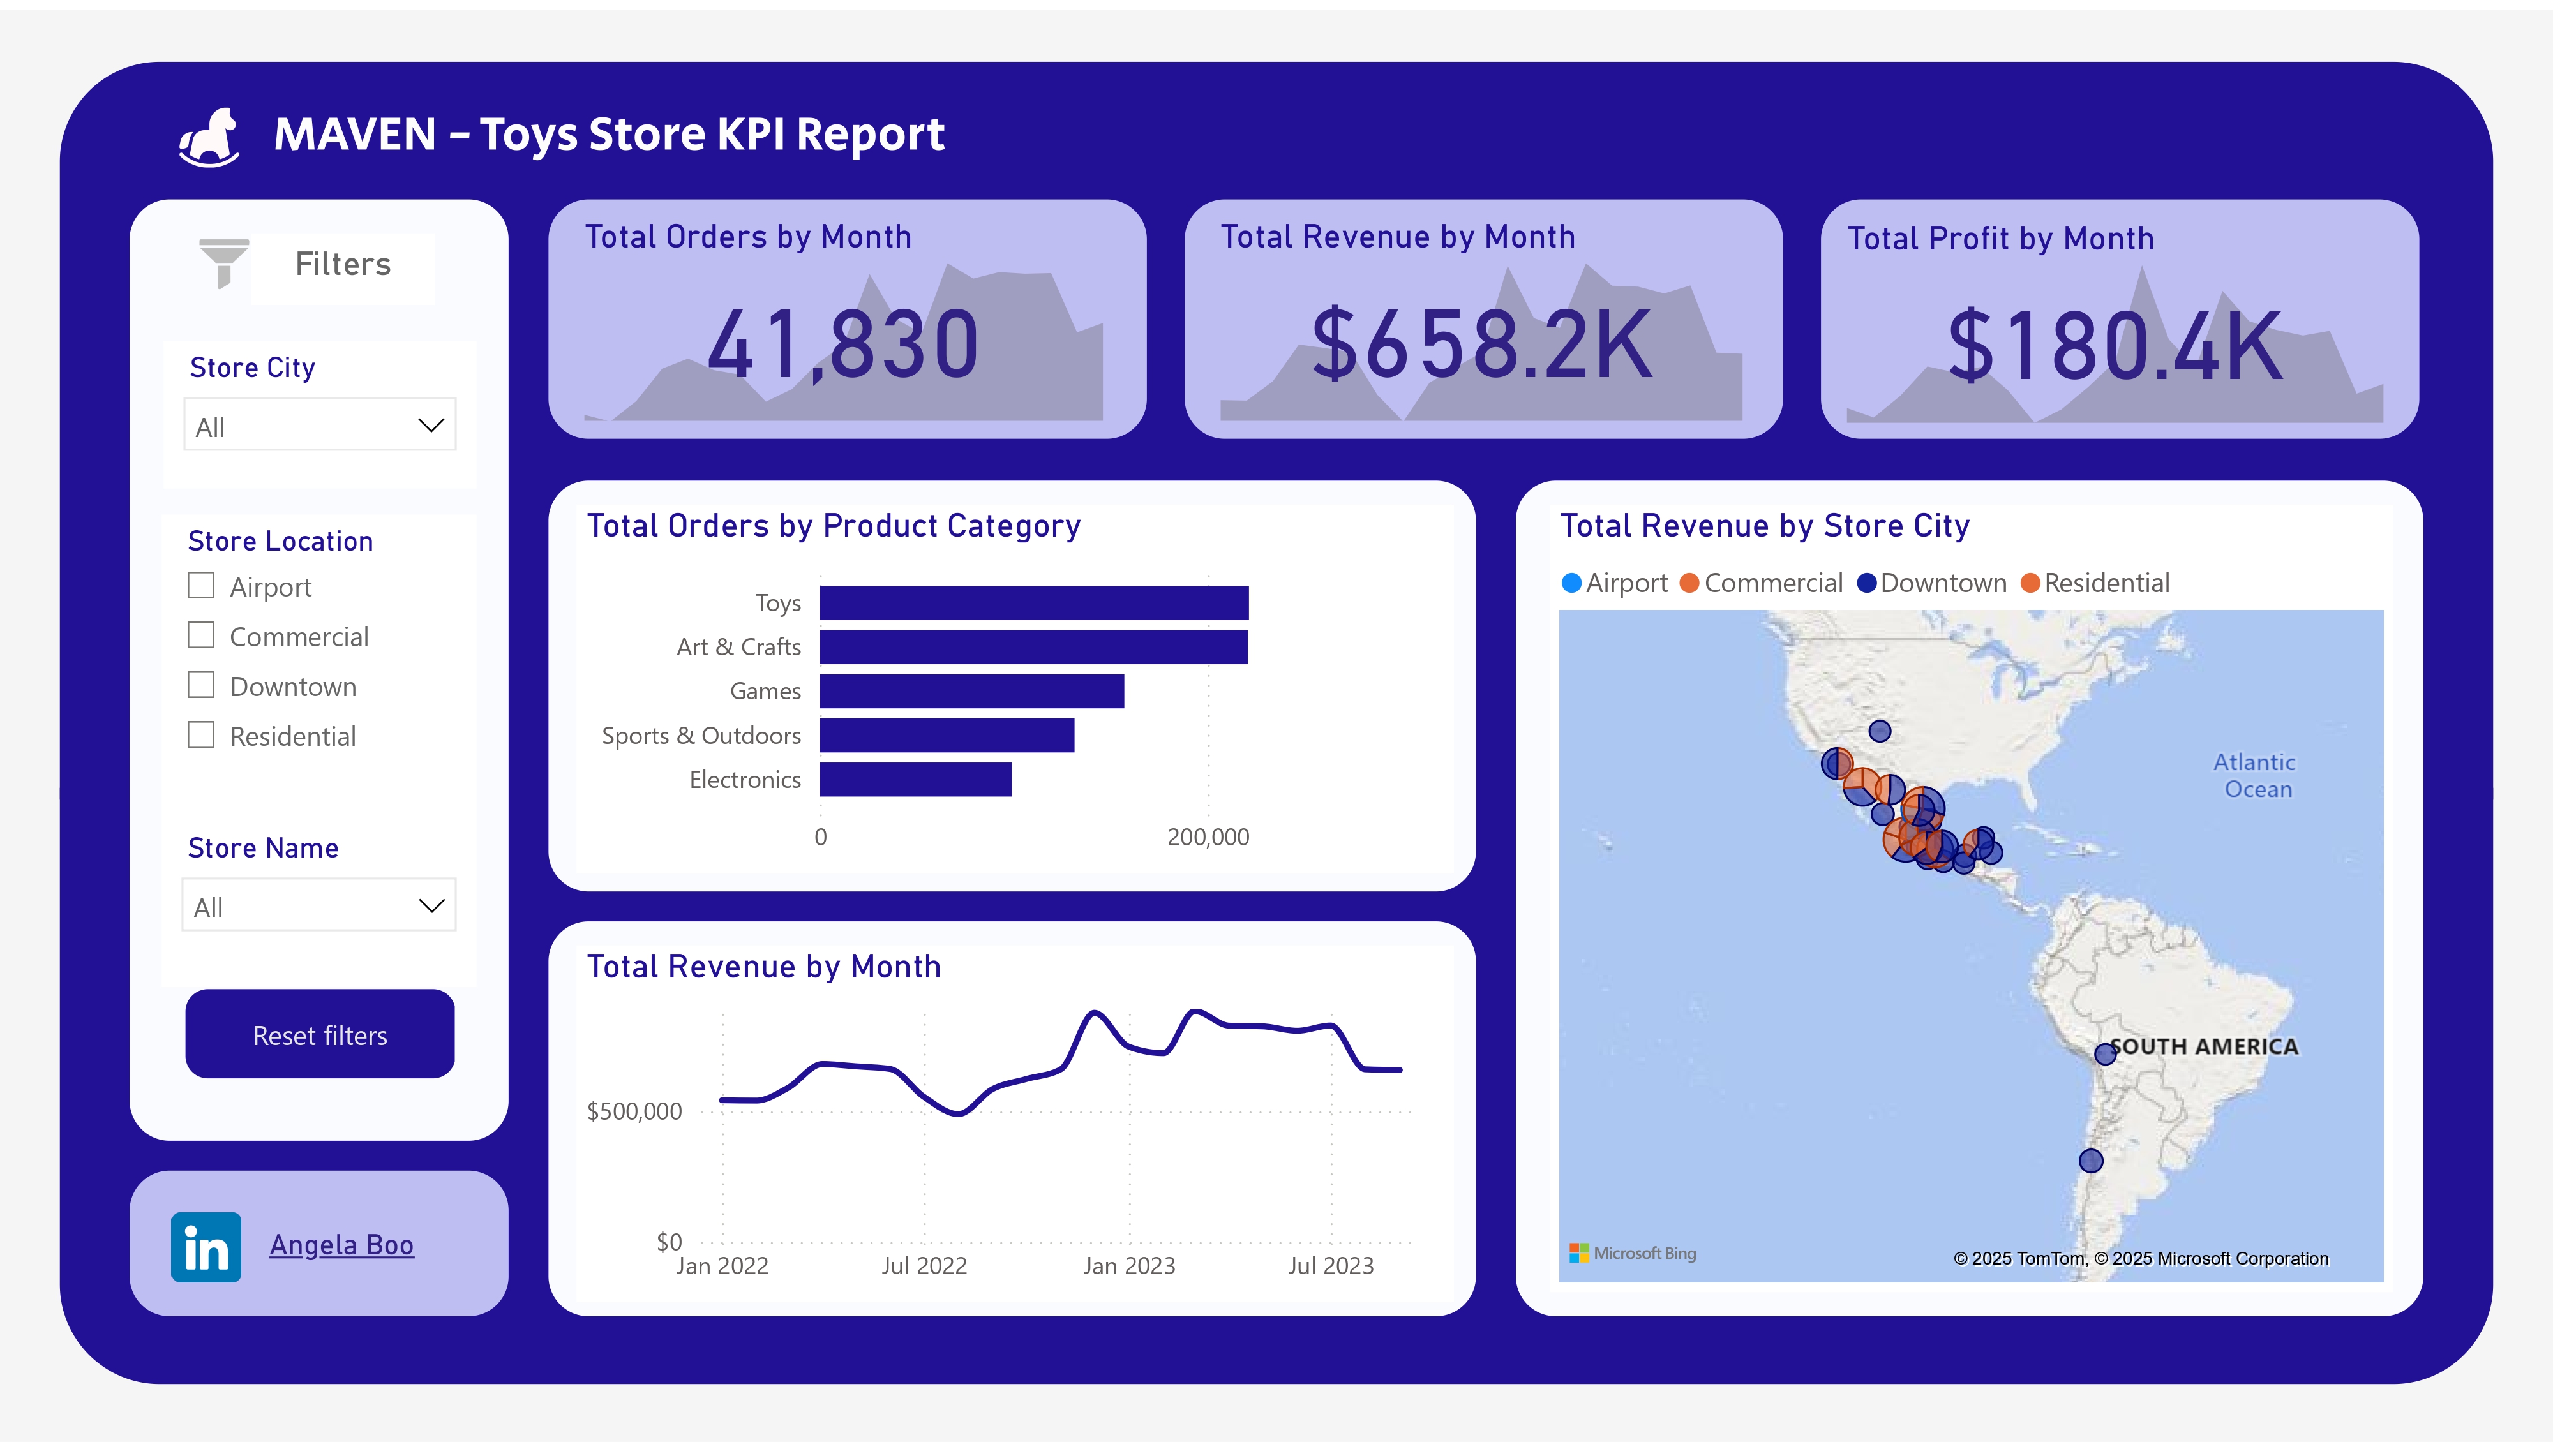 MAVEN – Toys Store KPI Report
Filters
Store City
All
Store Location
Airport
Commercial
Downtown
Residential
Store Name
All
Reset filters
in
Angela Boo
Total Orders by Month
41,830
Total Revenue by Month
$658.2K
Total Profit by Month
$180.4K
Total Orders by Product Category
Toys
Art & Crafts
Games
Sports & Outdoors
Electronics
0
200,000
Total Revenue by Month
$500,000
$0
Jan 2022
Jul 2022
Jan 2023
Jul 2023
Total Revenue by Store City
Airport
Commercial
Downtown
Residential
Atlantic
Ocean
SOUTH AMERICA
Microsoft Bing
© 2025 TomTom, © 2025 Microsoft Corporation